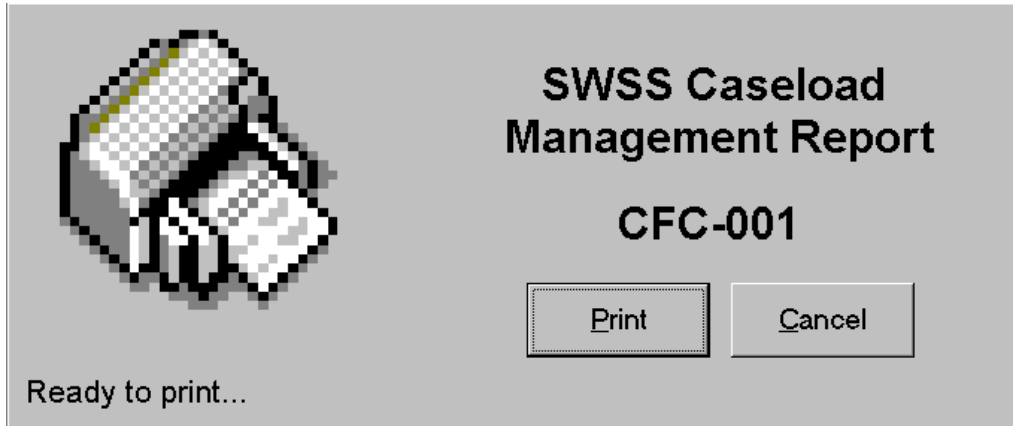 SWSS Caseload
Management Report
CFC-001
Print
Cancel
Ready to print...